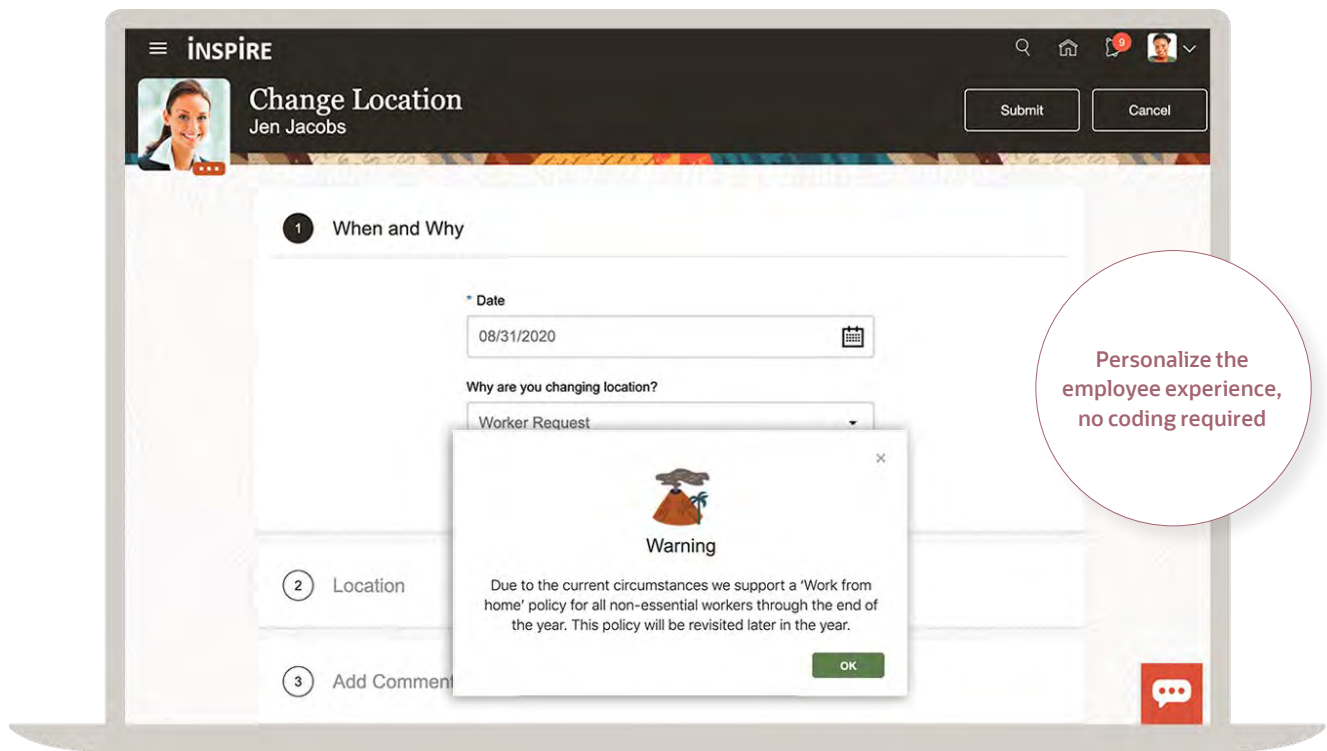 iNSPiRE
9
Change Location
Jen Jacobs
Submit
Cancel
1 When and Why
* Date
08/31/2020
Why are you changing location?
Worker Request
Warning
Due to the current circumstances we support a ‘Work from
home’ policy for all non-essential workers through the end of
the year. This policy will be revisited later in the year.
OK
2 Location
3 Add Comment
Personalize the
employee experience,
no coding required